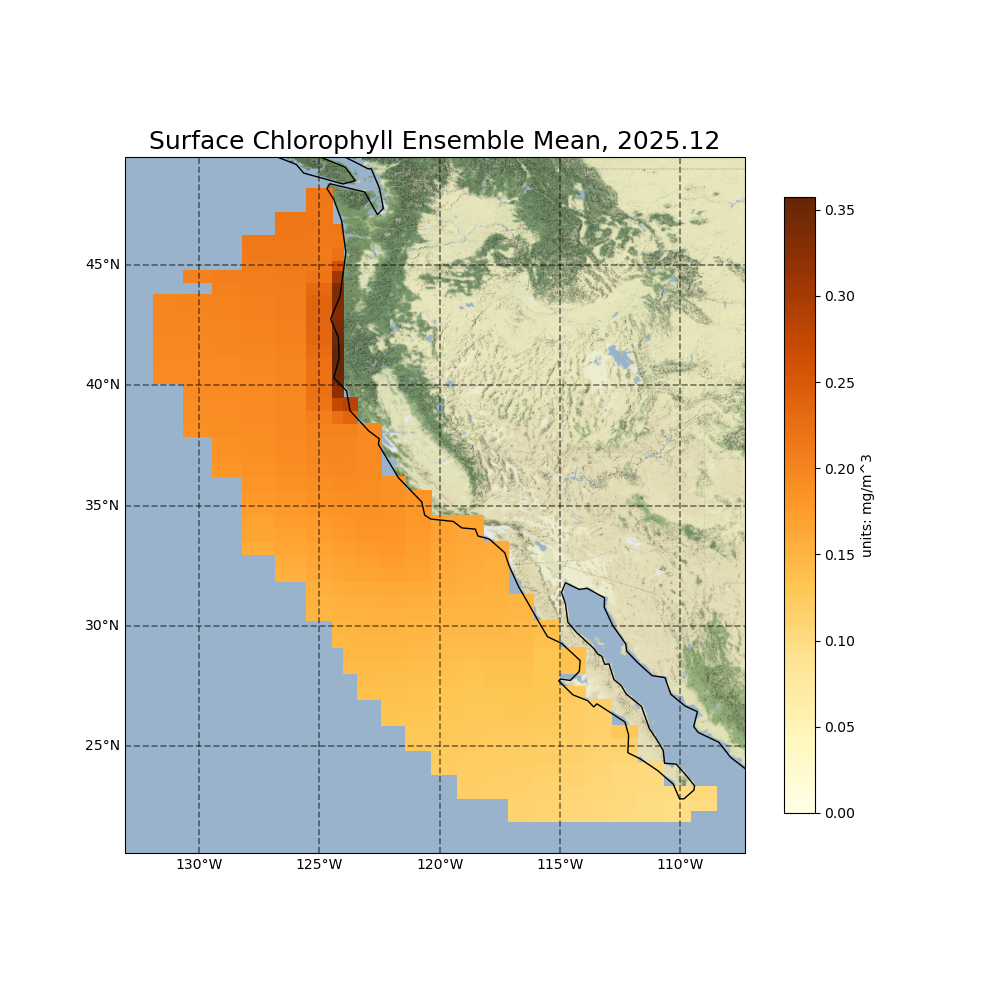 Surface Chlorophyll Ensemble Mean, 2025.12
45°N
40°N
35°N
30°N
25°N
130°W
125°W
120°W
115°W
110°W
0.35
0.30
0.25
0.20
0.15
0.10
0.05
0.00
units: mg/m^3